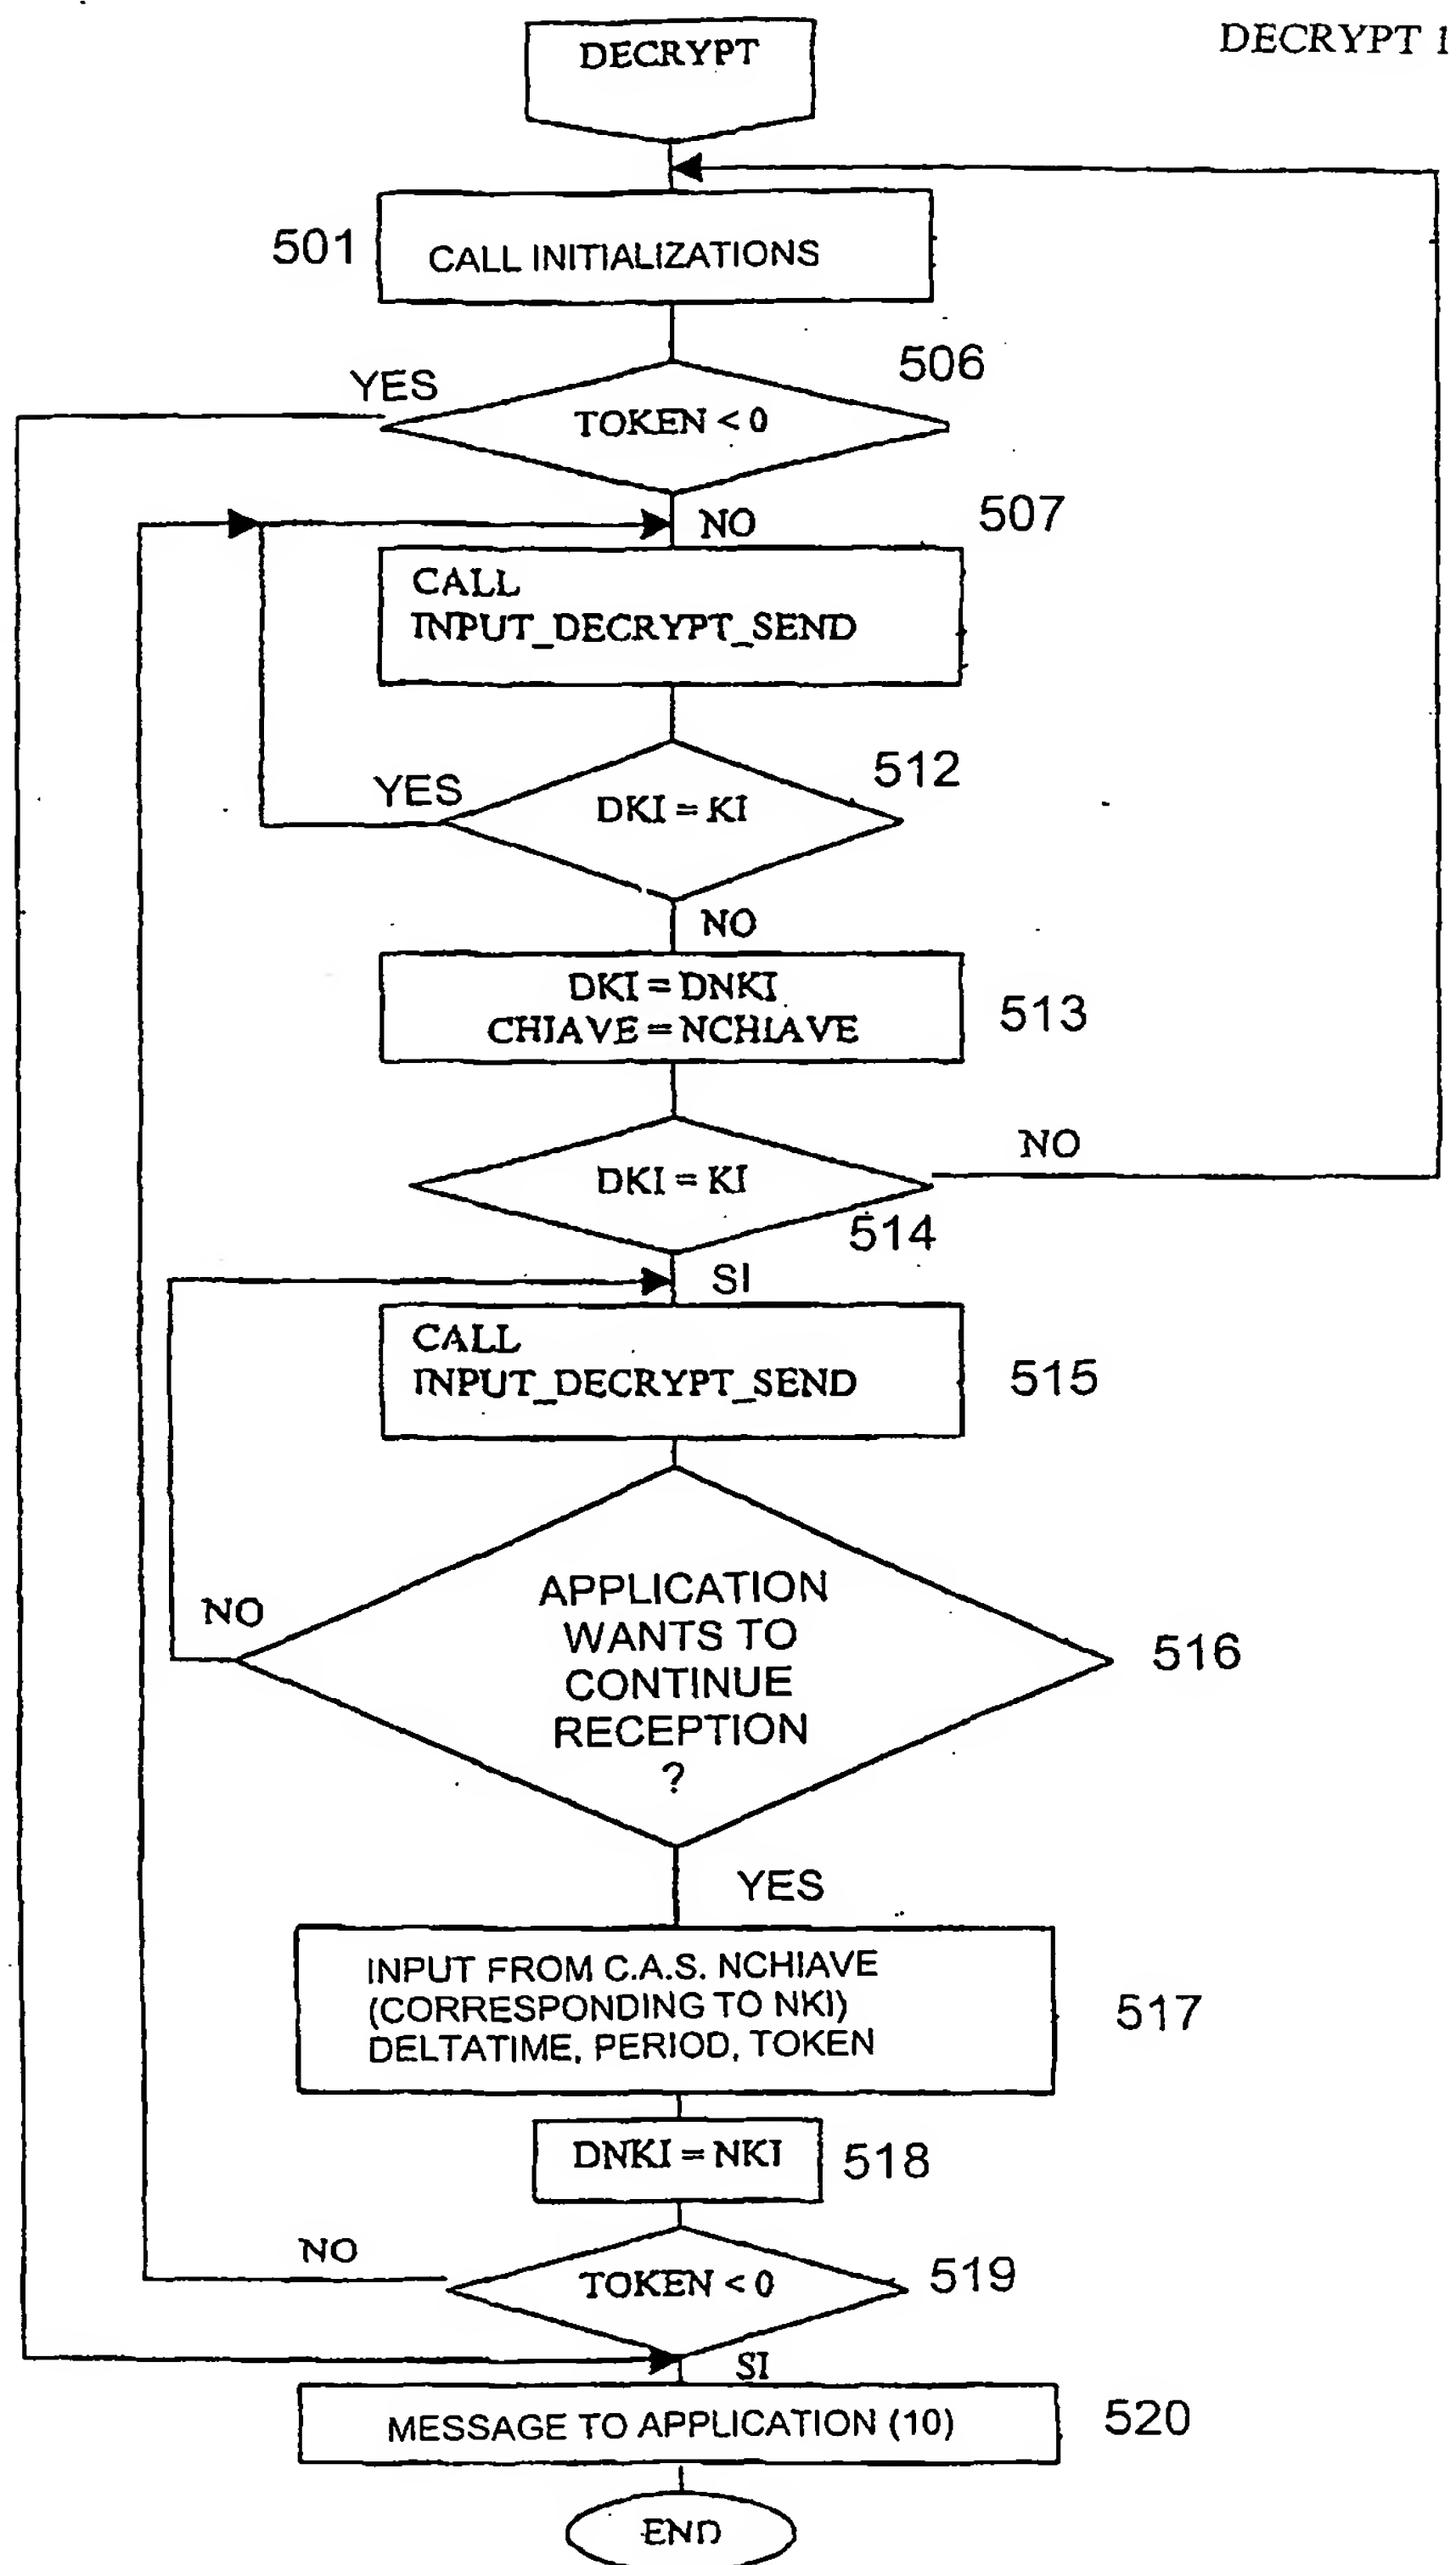 DECRYPT 1
DECRYPT
501
CALL INITIALIZATIONS
506
YES
TOKEN < 0
507
NO
CALL
INPUT_DECRYPT_SEND
512
YES
DKI = KI
NO
DKI = DNKI
CHIAVE = NCHIAVE
513
NO
DKI = KI
514
SI
CALL
INPUT_DECRYPT_SEND
515
APPLICATION
WANTS TO
CONTINUE
RECEPTION
?
NO
516
YES
INPUT FROM C.A.S. NCHIAVE
(CORRESPONDING TO NKI)
DELTATIME, PERIOD, TOKEN
517
DNKI = NKI
518
NO
TOKEN < 0
519
SI
MESSAGE TO APPLICATION (10)
520
END